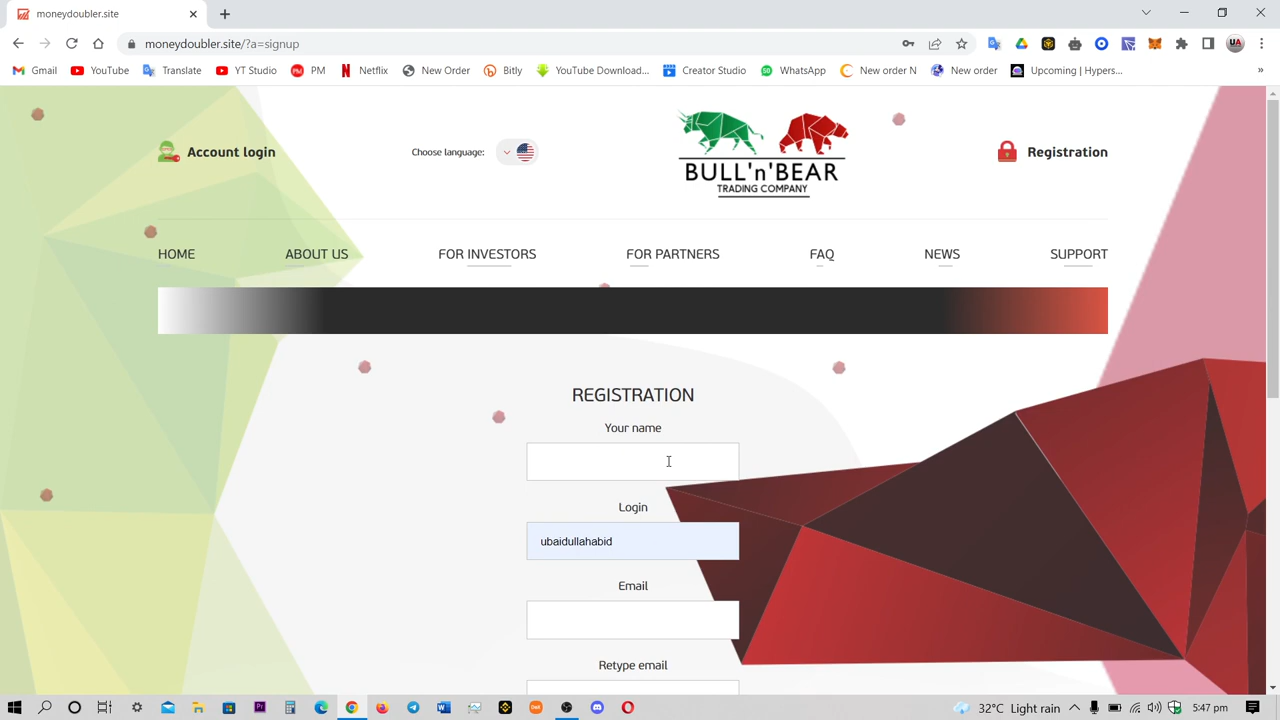 moneydoubler.site
moneydoubler.site/?a=signup
Gmail YouTube Translate YT Studio PM Netflix New Order Bitly YouTube Download... Creator Studio WhatsApp New order N New order Upcoming | Hypers... »
Account login
Choose language:
BULL'n'BEAR
TRADING COMPANY
Registration
HOME ABOUT US FOR INVESTORS FOR PARTNERS FAQ NEWS SUPPORT
REGISTRATION
Your name
Login
ubaidullahabid
Email
Retype email
32°C Light rain 5:47 pm